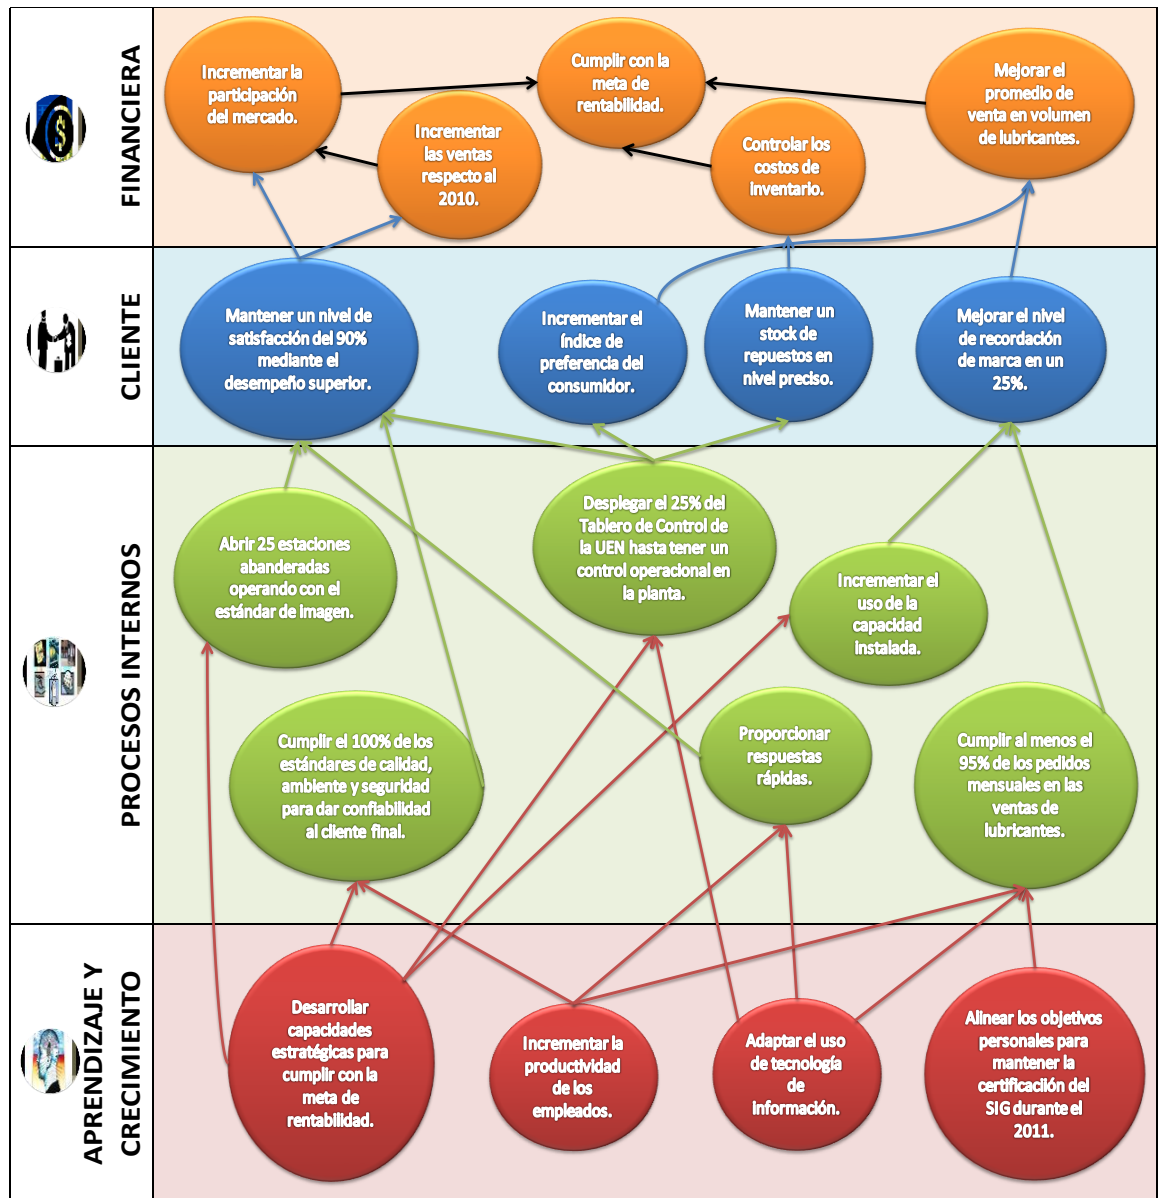 FINANCIERA
Incrementar la
participación
del mercado.
Cumplir con la
meta de
rentabilidad.
Mejorar el
promedio de
venta en volumen
de lubricantes.
Incrementar
las ventas
respecto al
2010.
Controlar los
costos de
inventario.
CLIENTE
Mantener un nivel de
satisfacción del 90%
mediante el
desempeño superior.
Incrementar el
índice de
preferencia del
consumidor.
Mantener un
stock de
repuestos en
nivel preciso.
Mejorar el nivel
de recordación
de marca en un
25%.
PROCESOS INTERNOS
Abrir 25 estaciones
abanderadas
operando con el
estándar de imagen.
Desplegar el 25% del
Tablero de Control de
la UEN hasta tener un
control operacional en
la planta.
Incrementar el
uso de la
capacidad
instalada.
Cumplir el 100% de los
estándares de calidad,
ambiente y seguridad
para dar confiabilidad
al cliente final.
Proporcionar
respuestas
rápidas.
Cumplir al menos el
95% de los pedidos
mensuales en las
ventas de
lubricantes.
APRENDIZAJE Y
CRECIMIENTO
Desarrollar
capacidades
estratégicas para
cumplir con la
meta de
rentabilidad.
Incrementar la
productividad
de los
empleados.
Adaptar el uso
de tecnología
de
información.
Alinear los objetivos
personales para
mantener la
certificaciión del
SIG durante el
2011.